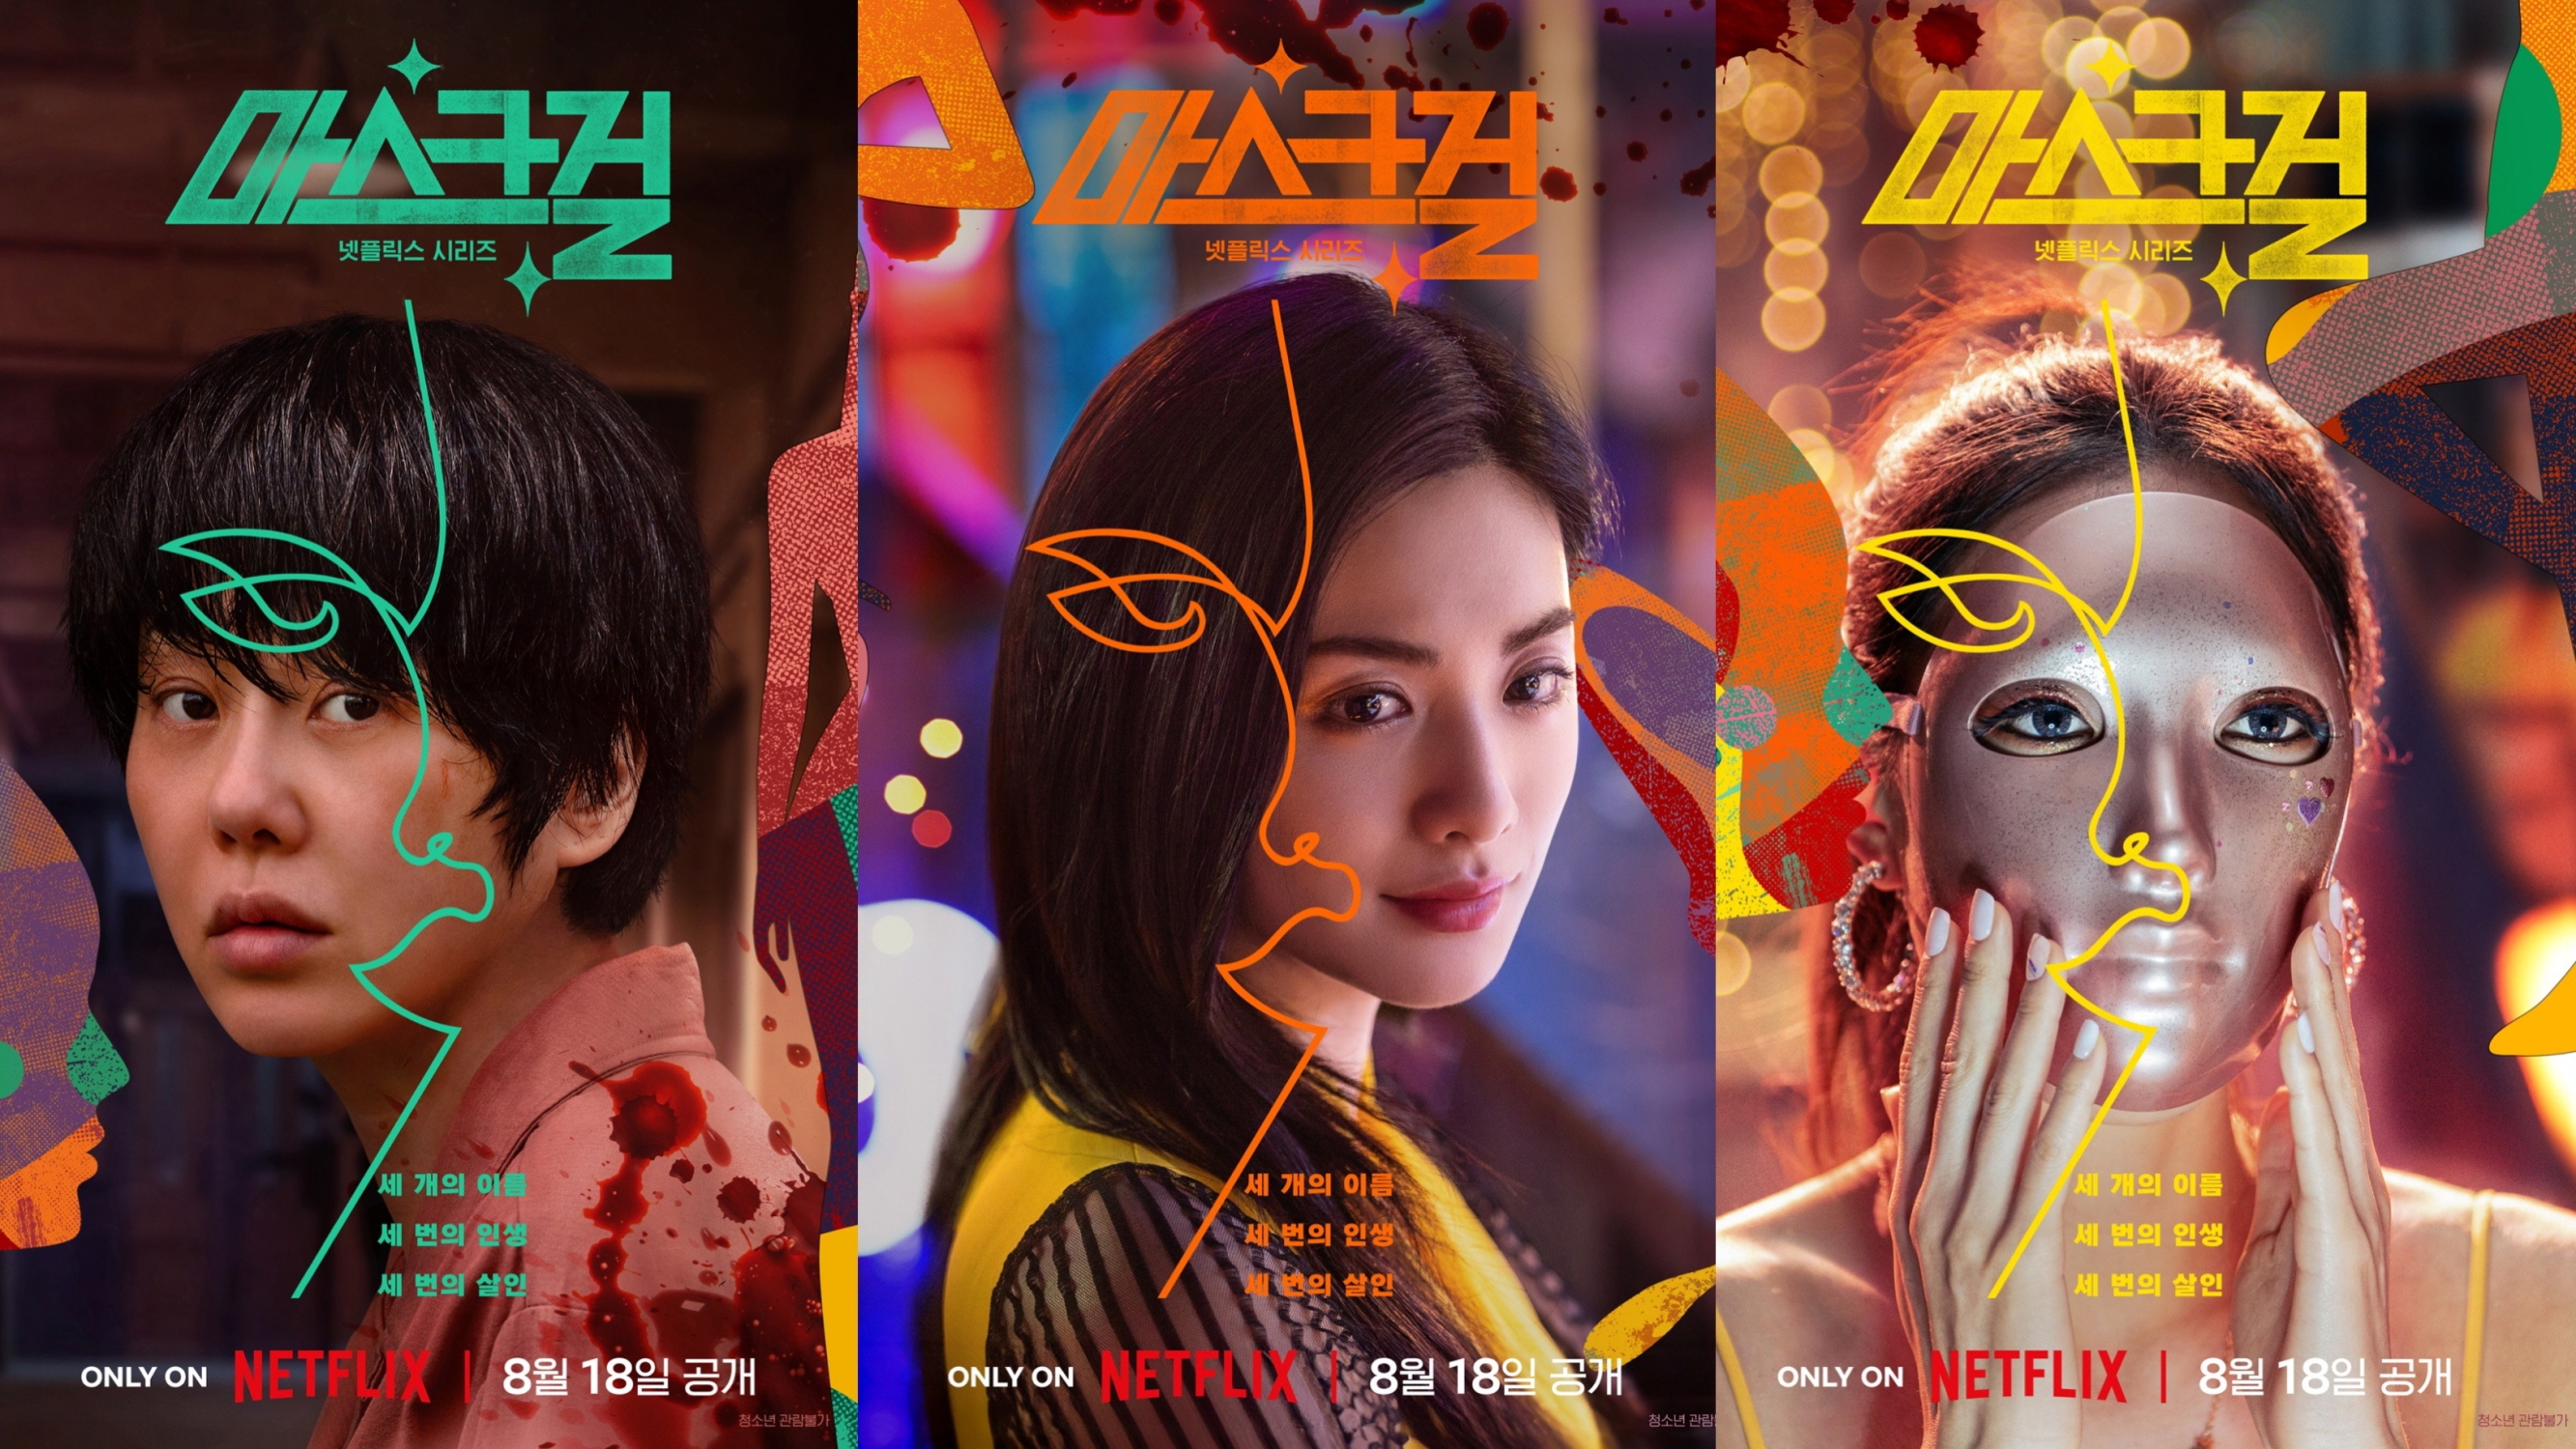 마스크걸
넷플릭스 시리즈
세 개의 이름
세 번의 인생
세 번의 살인
ONLY ON NETFLIX | 8월 18일 공개
청소년 관람불가
마스크걸
넷플릭스 시리즈
세 개의 이름
세 번의 인생
세 번의 살인
ONLY ON NETFLIX | 8월 18일 공개
청소년 관람
마스크걸
넷플릭스 시리즈
세 개의 이름
세 번의 인생
세 번의 살인
ONLY ON NETFLIX | 8월 18일 공개
청소년 관람불가